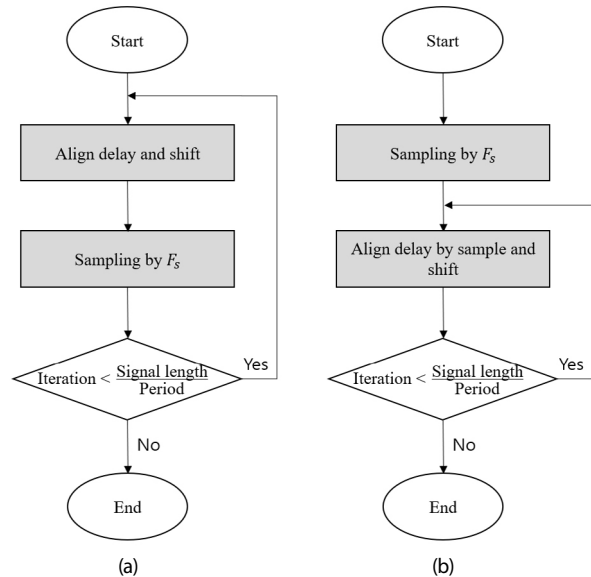 Start
Align delay and shift
Sampling by Fs
Iteration < Signal length
Period
Yes
No
End
(a)
Start
Sampling by Fs
Align delay by sample and
shift
Iteration < Signal length
Period
Yes
No
End
(b)